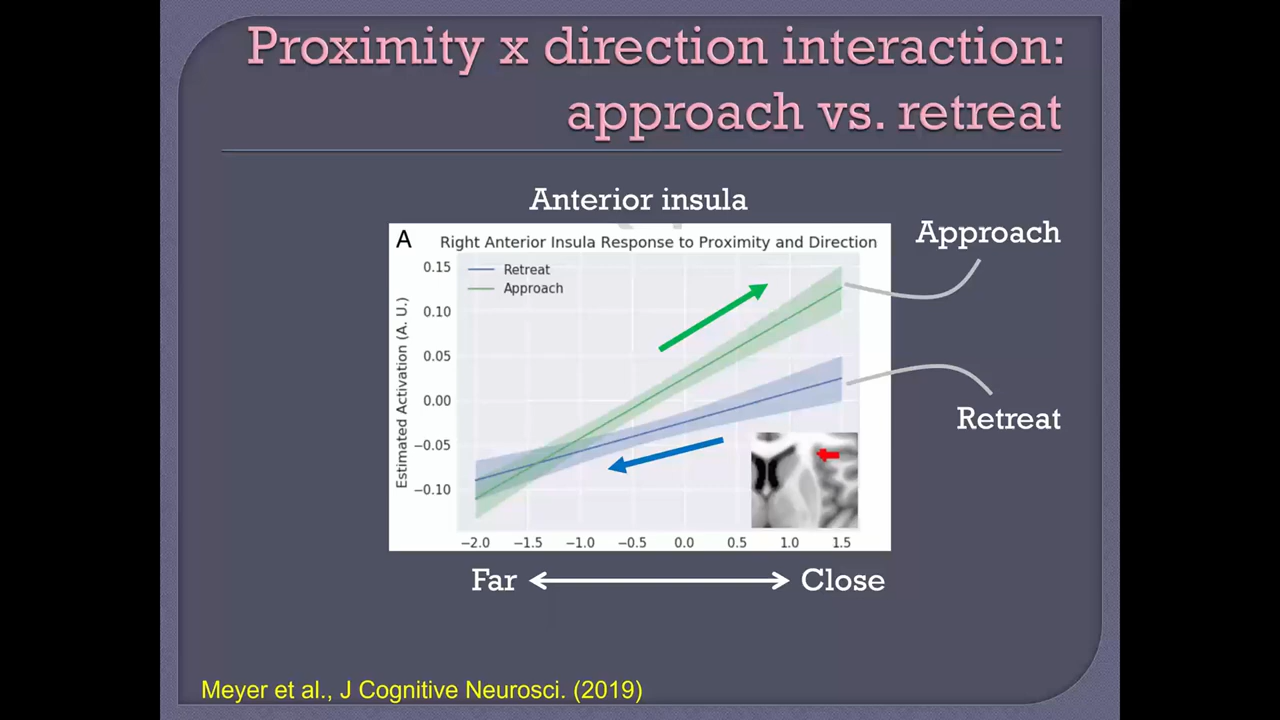 Proximity x direction interaction:
approach vs. retreat
Anterior insula
A
Right Anterior Insula Response to Proximity and Direction
Approach
Retreat
Approach
0.15
0.10
0.05
0.00
−0.05
−0.10
Estimated Activation (A. U.)
Retreat
−2.0 −1.5 −1.0 −0.5 0.0 0.5 1.0 1.5
Far
Close
Meyer et al., J Cognitive Neurosci. (2019)